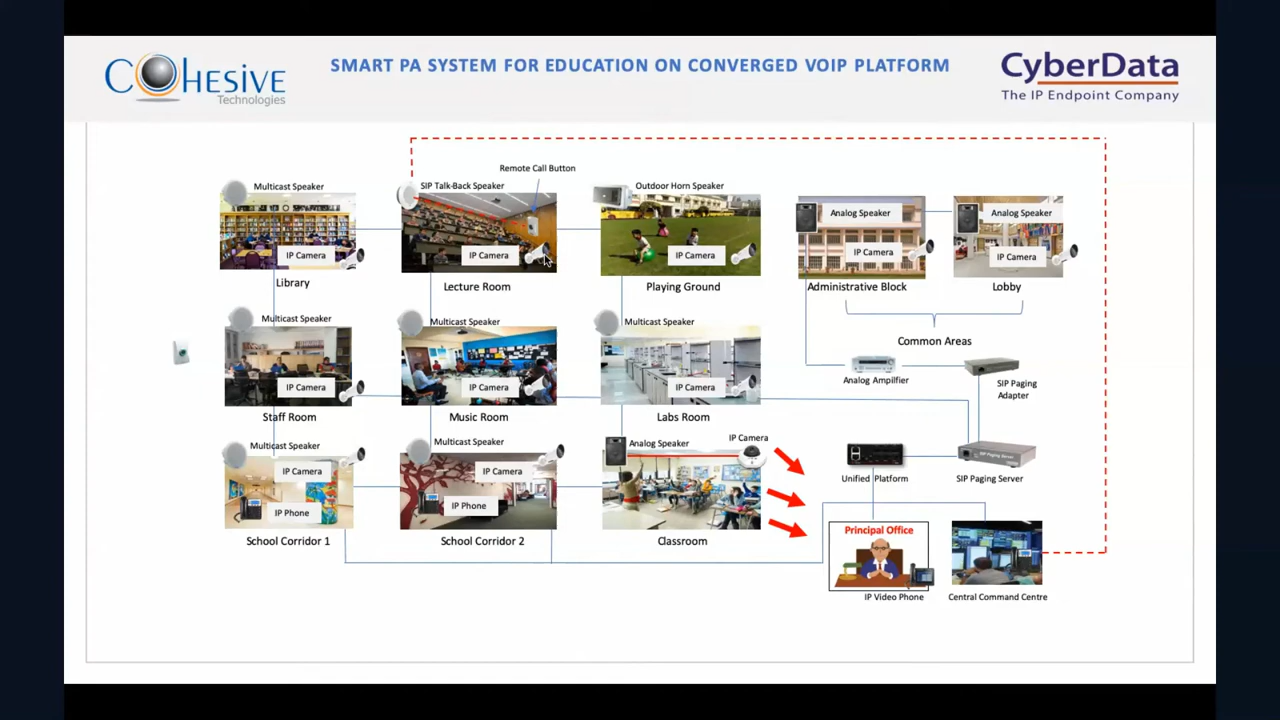 COHESIVE
Technologies
SMART PA SYSTEM FOR EDUCATION ON CONVERGED VOIP PLATFORM
CyberData
The IP Endpoint Company
Remote Call Button
Multicast Speaker
SIP Talk-Back Speaker
Outdoor Horn Speaker
Analog Speaker
Analog Speaker
IP Camera
IP Camera
IP Camera
IP Camera
IP Camera
Library
Lecture Room
Playing Ground
Administrative Block
Lobby
Multicast Speaker
Multicast Speaker
Multicast Speaker
Common Areas
IP Camera
IP Camera
IP Camera
Analog Ampilfier
SIP Paging
Adapter
Staff Room
Music Room
Labs Room
Multicast Speaker
Multicast Speaker
Analog Speaker
IP Camera
IP Camera
IP Camera
SIP Paging Server
Unified Platform
SIP Paging Server
IP Phone
IP Phone
School Corridor 1
School Corridor 2
Classroom
Principal Office
IP Video Phone
Central Command Centre